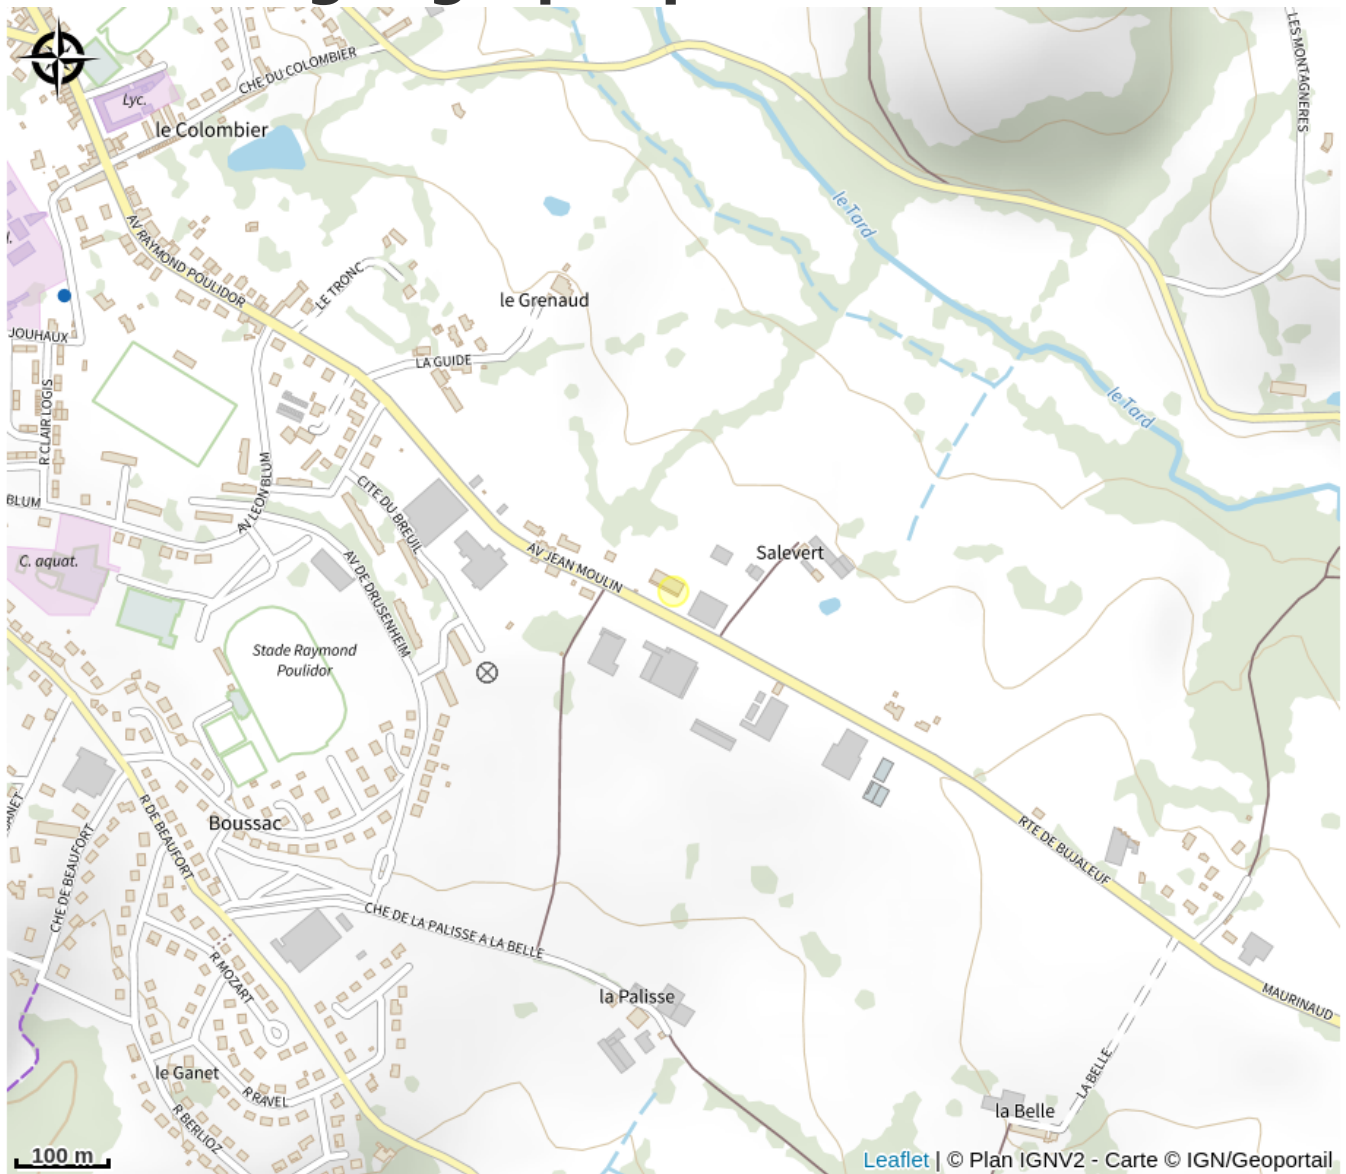 LES MONTAGNERES
CHE DU COLOMBIER
Lyc.
le Colombier
le Tard
AV RAYMOND POULIDOR
LE TRONC
le Grenaud
JOUHAUX
LA GUIDE
R CLAIR LOGIS
le Tard
AV LEON BLUM
CITE DU BREUIL
BLUM
C. aquat.
AV JEAN MOULIN
Salevert
AV DE DRUSENHEIM
Stade Raymond
Poulidor
R DE BEAUFORT
Boussac
CHE DE BEAUFORT
RTE DE BUJALEUF
CHE DE LA PALISSE A LA BELLE
R MOZART
la Palisse
MAURINAUD
le Ganet
R RAVEL
R BERLIOZ
LA BELLE
la Belle
100 m
Leaflet | © Plan IGNV2 - Carte © IGN/Geoportail